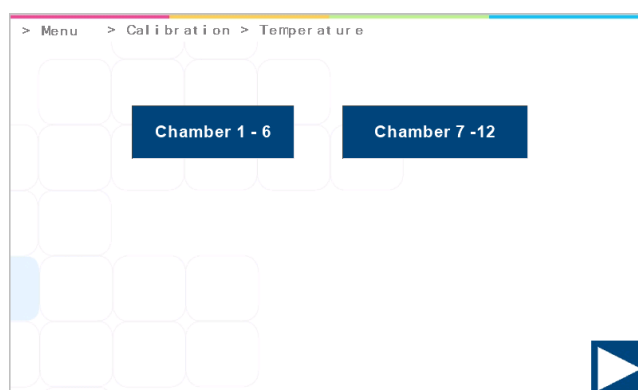 > Menu > Calibration > Temperature
Chamber 1 - 6
Chamber 7 -12